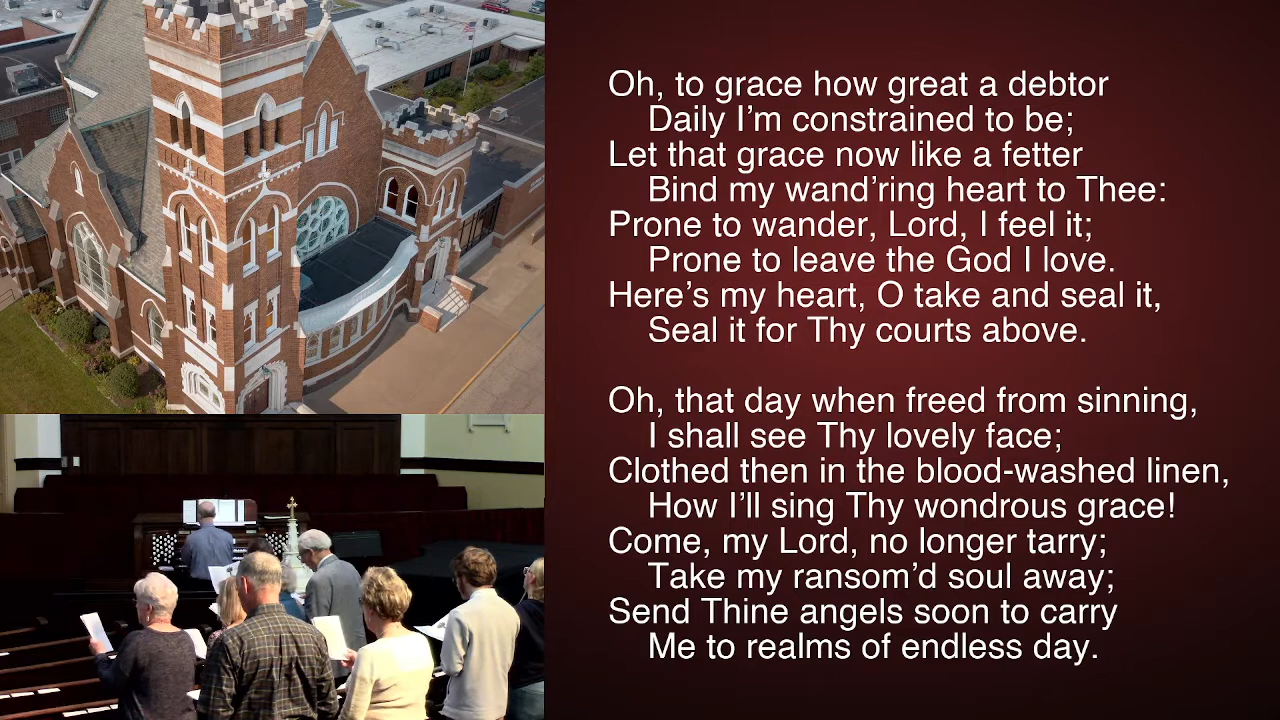 Oh, to grace how great a debtor
Daily I’m constrained to be;
Let that grace now like a fetter
Bind my wand’ring heart to Thee:
Prone to wander, Lord, I feel it;
Prone to leave the God I love.
Here’s my heart, O take and seal it,
Seal it for Thy courts above.
Oh, that day when freed from sinning,
I shall see Thy lovely face;
Clothed then in the blood-washed linen,
How I’ll sing Thy wondrous grace!
Come, my Lord, no longer tarry;
Take my ransom’d soul away;
Send Thine angels soon to carry
Me to realms of endless day.